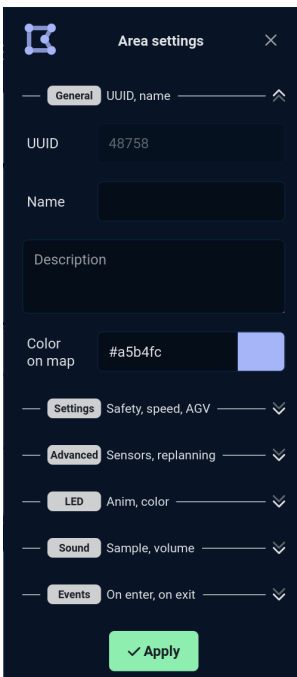 Area settings
General UUID, name
UUID 48758
Name
Description
Color
on map
#a5b4fc
Settings Safety, speed, AGV
Advanced Sensors, replanning
LED Anim, color
Sound Sample, volume
Events On enter, on exit
Apply